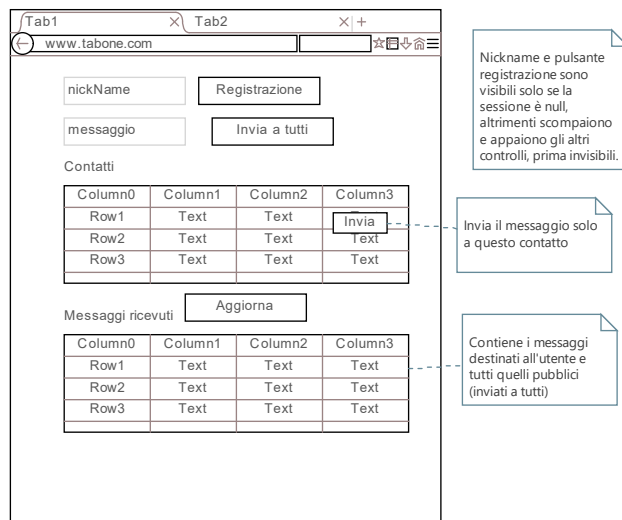 Tab1 Tab2
www.tabone.com
nickName Registrazione
messaggio Invia a tutti
Contatti
Column0 Column1 Column2 Column3
Row1 Text Text
Invia
Row2 Text Text Text
Row3 Text Text Text
Messaggi ricevuti Aggiorna
Column0 Column1 Column2 Column3
Row1 Text Text Text
Row2 Text Text Text
Row3 Text Text Text
Nickname e pulsante
registrazione sono
visibili solo se la
sessione è null,
altrimenti scompaiono
e appaiono gli altri
controlli, prima invisibili.
Invia il messaggio solo
a questo contatto
Contiene i messaggi
destinati all'utente e
tutti quelli pubblici
(inviati a tutti)